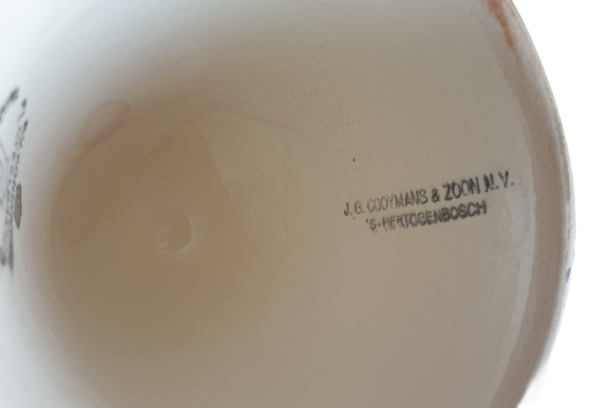 J. B. COOYMANS & ZOON N.V.
'S-HERTOGENBOSCH